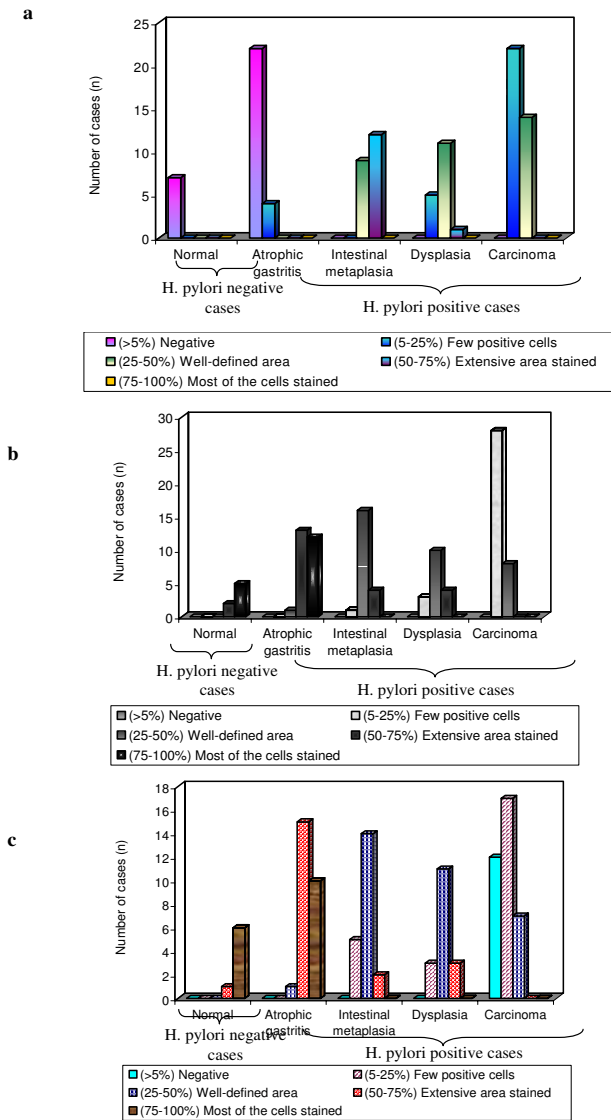 a
25
20
15
10
5
0
Number of cases (n)
Normal Atrophic gastritis Intestinal metaplasia Dysplasia Carcinoma
H. pylori negative cases
H. pylori positive cases
(>5%) Negative (5-25%) Few positive cells
(25-50%) Well-defined area (50-75%) Extensive area stained
(75-100%) Most of the cells stained
b
30
25
20
15
10
5
0
Number of cases (n)
Normal Atrophic gastritis Intestinal metaplasia Dysplasia Carcinoma
H. pylori negative cases
H. pylori positive cases
(>5%) Negative (5-25%) Few positive cells
(25-50%) Well-defined area (50-75%) Extensive area stained
(75-100%) Most of the cells stained
c
18
16
14
12
10
8
6
4
2
0
Number of cases (n)
Normal Atrophic gastritis Intestinal metaplasia Dysplasia Carcinoma
H. pylori negative cases
H. pylori positive cases
(>5%) Negative (5-25%) Few positive cells
(25-50%) Well-defined area (50-75%) Extensive area stained
(75-100%) Most of the cells stained